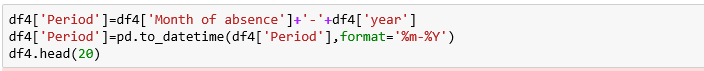 df4['Period']=df4['Month of absence']+'-'+df4['year']
df4['Period']=pd.to_datetime(df4['Period'],format='%m-%Y')
df4.head(20)